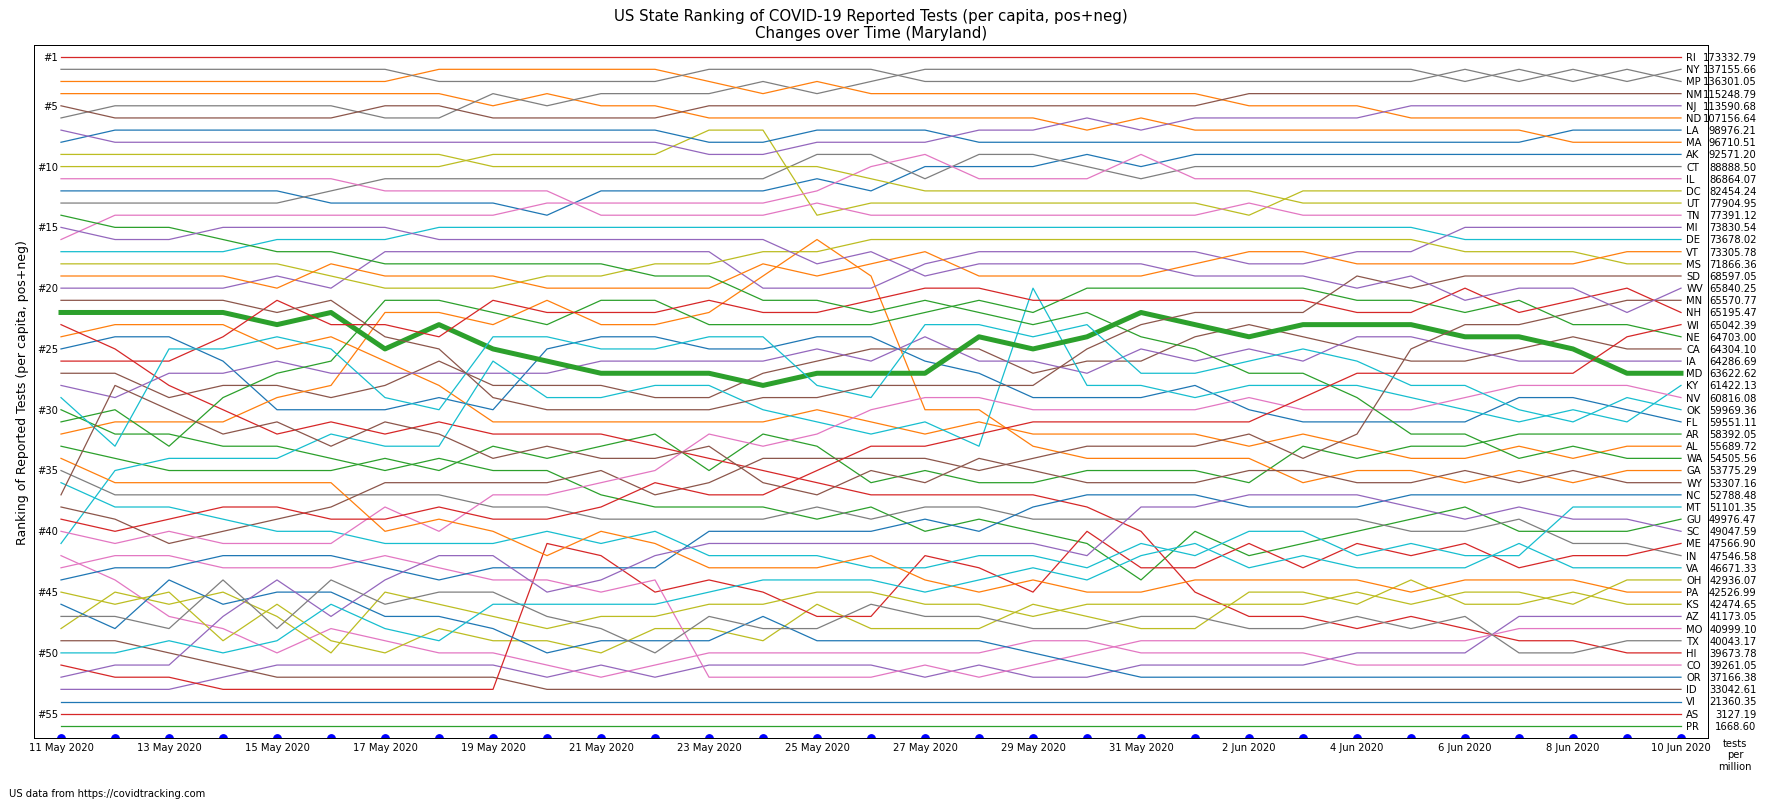 US State Ranking of COVID-19 Reported Tests (per capita, pos+neg)
Changes over Time (Maryland)
Ranking of Reported Tests (per capita, pos+neg)
#1
#5
#10
#15
#20
#25
#30
#35
#40
#45
#50
#55
RI 173332.79
NY 137155.66
MP 136301.05
NM 115248.79
NJ 113590.68
ND 107156.64
LA 98976.21
MA 96710.51
AK 92571.20
CT 88888.50
IL 86864.07
DC 82454.24
UT 77904.95
TN 77391.12
MI 73830.54
DE 73678.02
VT 73305.78
MS 71866.36
SD 68597.05
WV 65840.25
MN 65570.77
NH 65195.47
WI 65042.39
NE 64703.00
CA 64304.10
IA 64286.69
MD 63622.62
KY 61422.13
NV 60816.08
OK 59969.36
FL 59551.11
AR 58392.05
AL 55689.72
WA 54505.56
GA 53775.29
WY 53307.16
NC 52788.48
MT 51101.35
GU 49976.47
SC 49047.59
ME 47566.90
IN 47546.58
VA 46671.33
OH 42936.07
PA 42526.99
KS 42474.65
AZ 41173.05
MO 40999.10
TX 40043.17
HI 39673.78
CO 39261.05
OR 37166.38
ID 33042.61
VI 21360.35
AS 3127.19
PR 1668.60
11 May 2020 13 May 2020 15 May 2020 17 May 2020 19 May 2020 21 May 2020 23 May 2020 25 May 2020 27 May 2020 29 May 2020 31 May 2020 2 Jun 2020 4 Jun 2020 6 Jun 2020 8 Jun 2020 10 Jun 2020
tests
per
million
US data from https://covidtracking.com